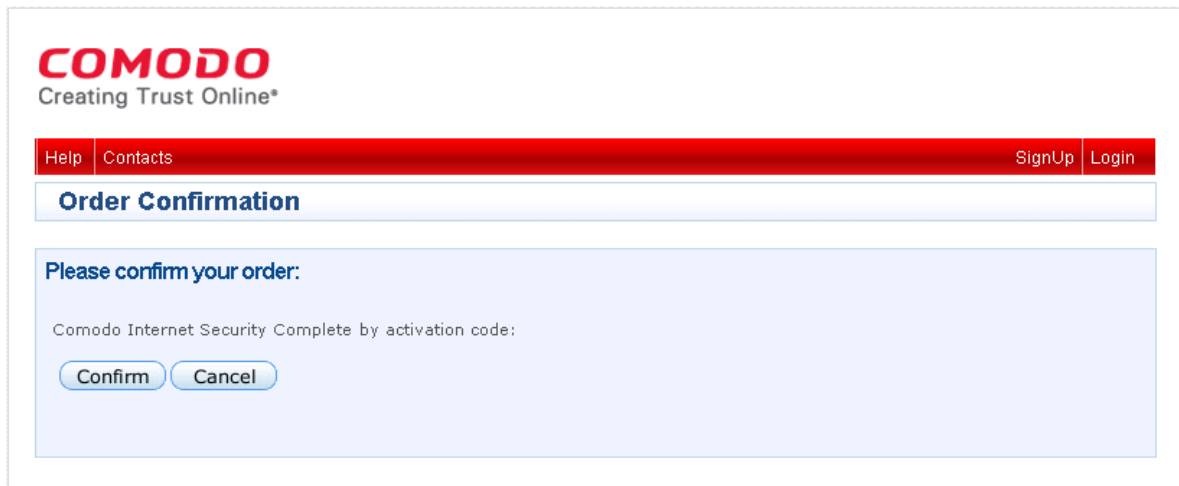 COMODO
Creating Trust Online®
Help Contacts SignUp Login
Order Confirmation
Please confirm your order:
Comodo Internet Security Complete by activation code:
Confirm Cancel